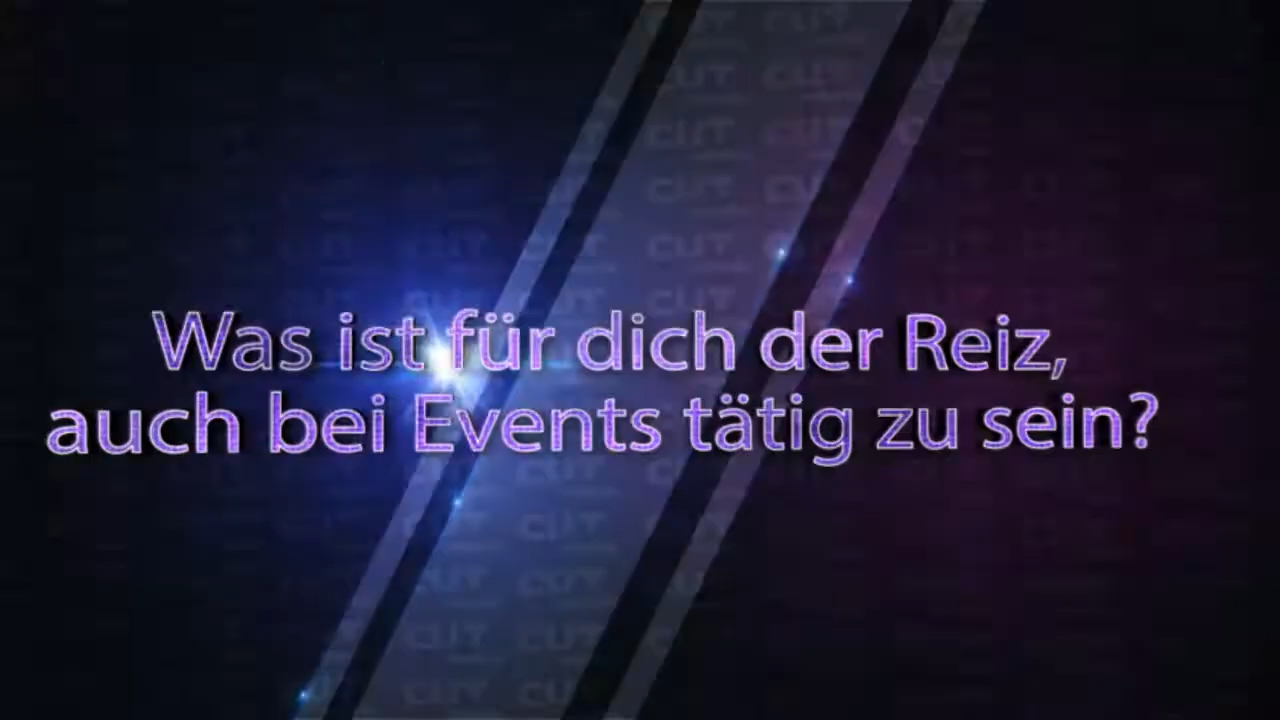 Was ist für dich der Reiz,
auch bei Events tätig zu sein?